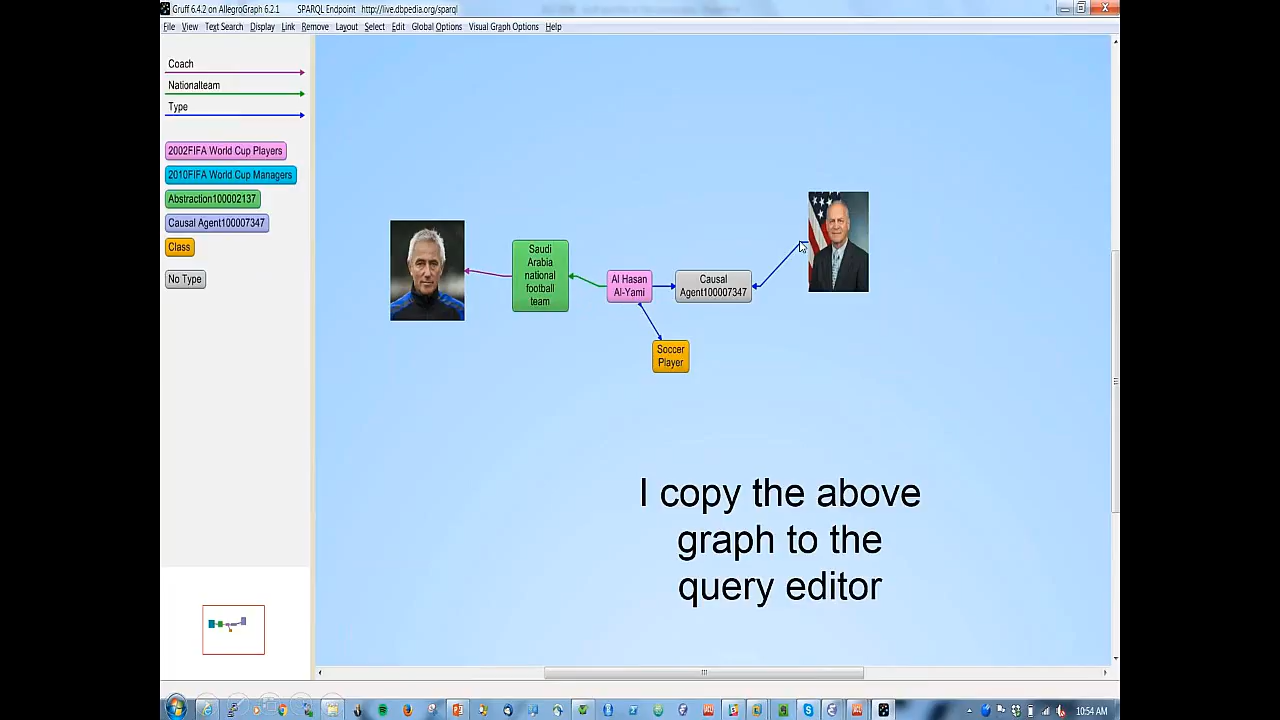 Gruff 6.4.2 on AllegroGraph 6.2.1 SPARQL Endpoint http://live.dbpedia.org/sparql
File View Text Search Display Link Remove Layout Select Edit Global Options Visual Graph Options Help
Coach
Nationalteam
Type
2002FIFA World Cup Players
2010FIFA World Cup Managers
Abstraction100002137
Causal Agent100007347
Class
No Type
Saudi
Arabia
national
football
team
Al Hasan
Al-Yami
Causal
Agent100007347
Soccer
Player
I copy the above
graph to the
query editor
10:54 AM